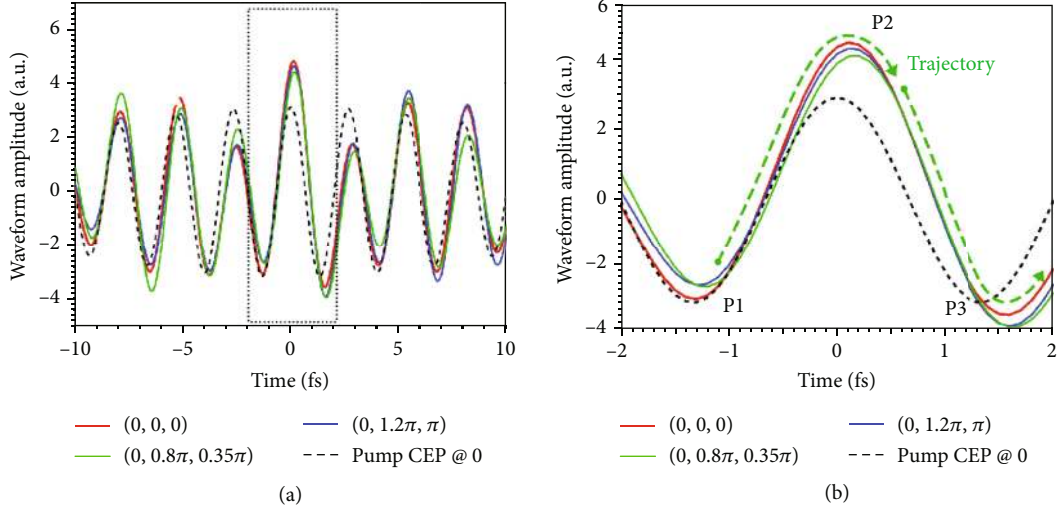 Waveform amplitude (a.u.)
6
4
2
0
−2
−4
−10
−5
0
5
10
Time (fs)
(0, 0, 0)
(0, 1.2π, π)
(0, 0.8π, 0.35π)
Pump CEP @ 0
(a)
Waveform amplitude (a.u.)
6
4
2
0
−2
−4
P2
Trajectory
P1
P3
−2
−1
0
1
2
Time (fs)
(0, 0, 0)
(0, 1.2π, π)
(0, 0.8π, 0.35π)
Pump CEP @ 0
(b)